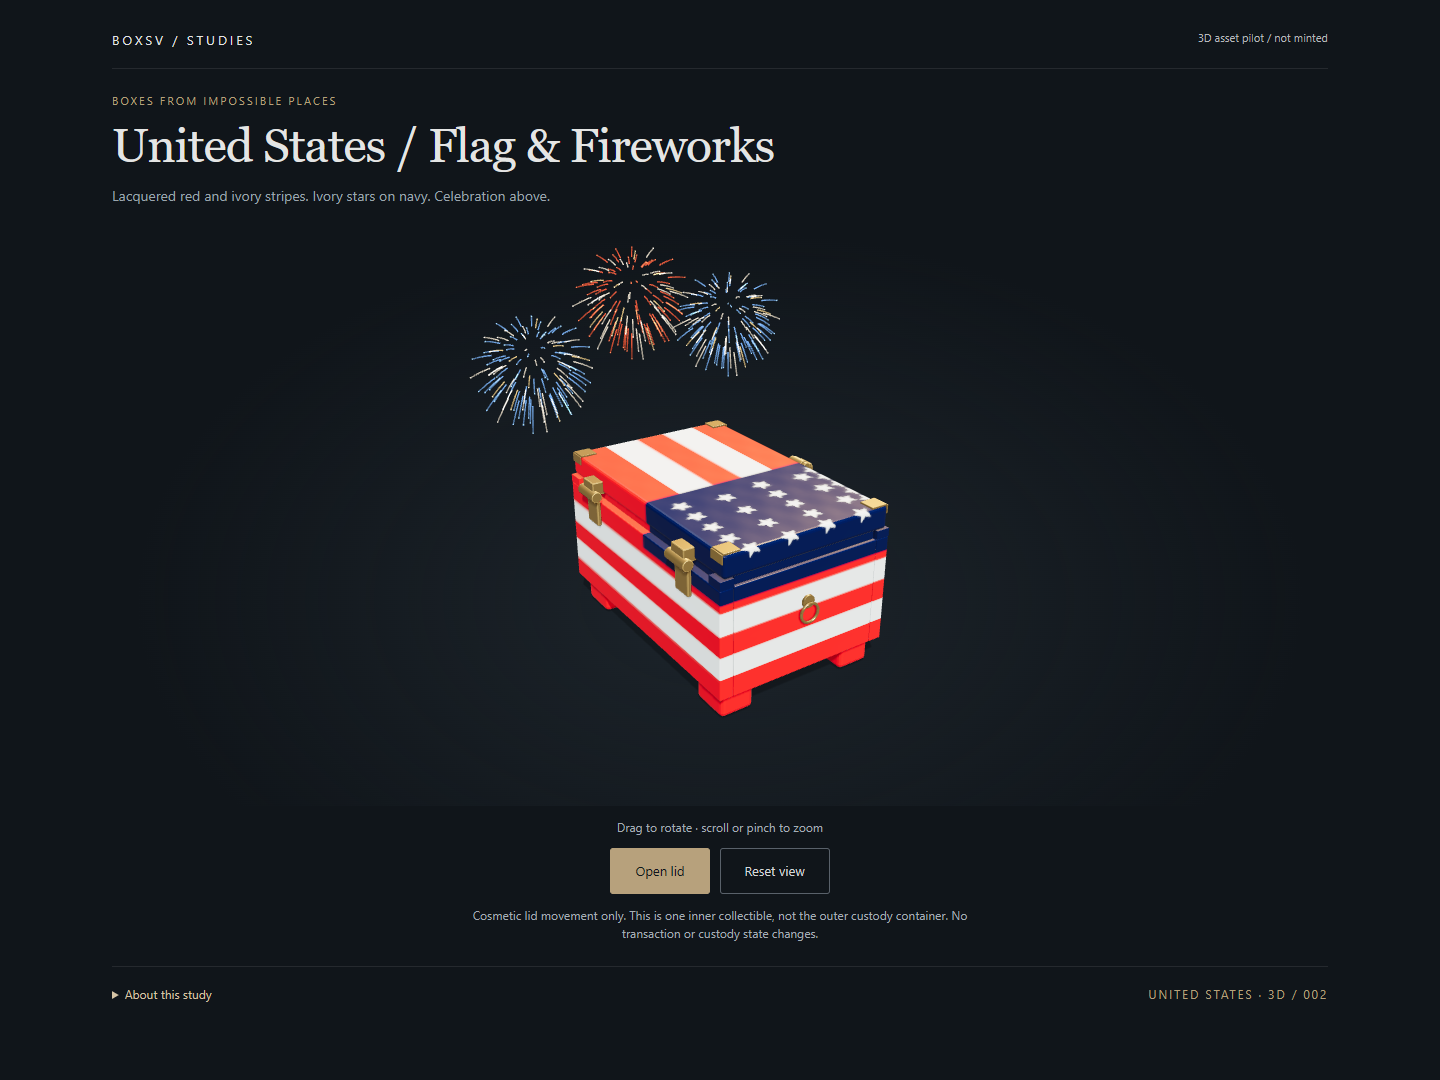 BOXSV / STUDIES
3D asset pilot / not minted
BOXES FROM IMPOSSIBLE PLACES
United States / Flag & Fireworks
Lacquered red and ivory stripes. Ivory stars on navy. Celebration above.
Drag to rotate · scroll or pinch to zoom
Open lid
Reset view
Cosmetic lid movement only. This is one inner collectible, not the outer custody container. No
transaction or custody state changes.
About this study
UNITED STATES · 3D / 002